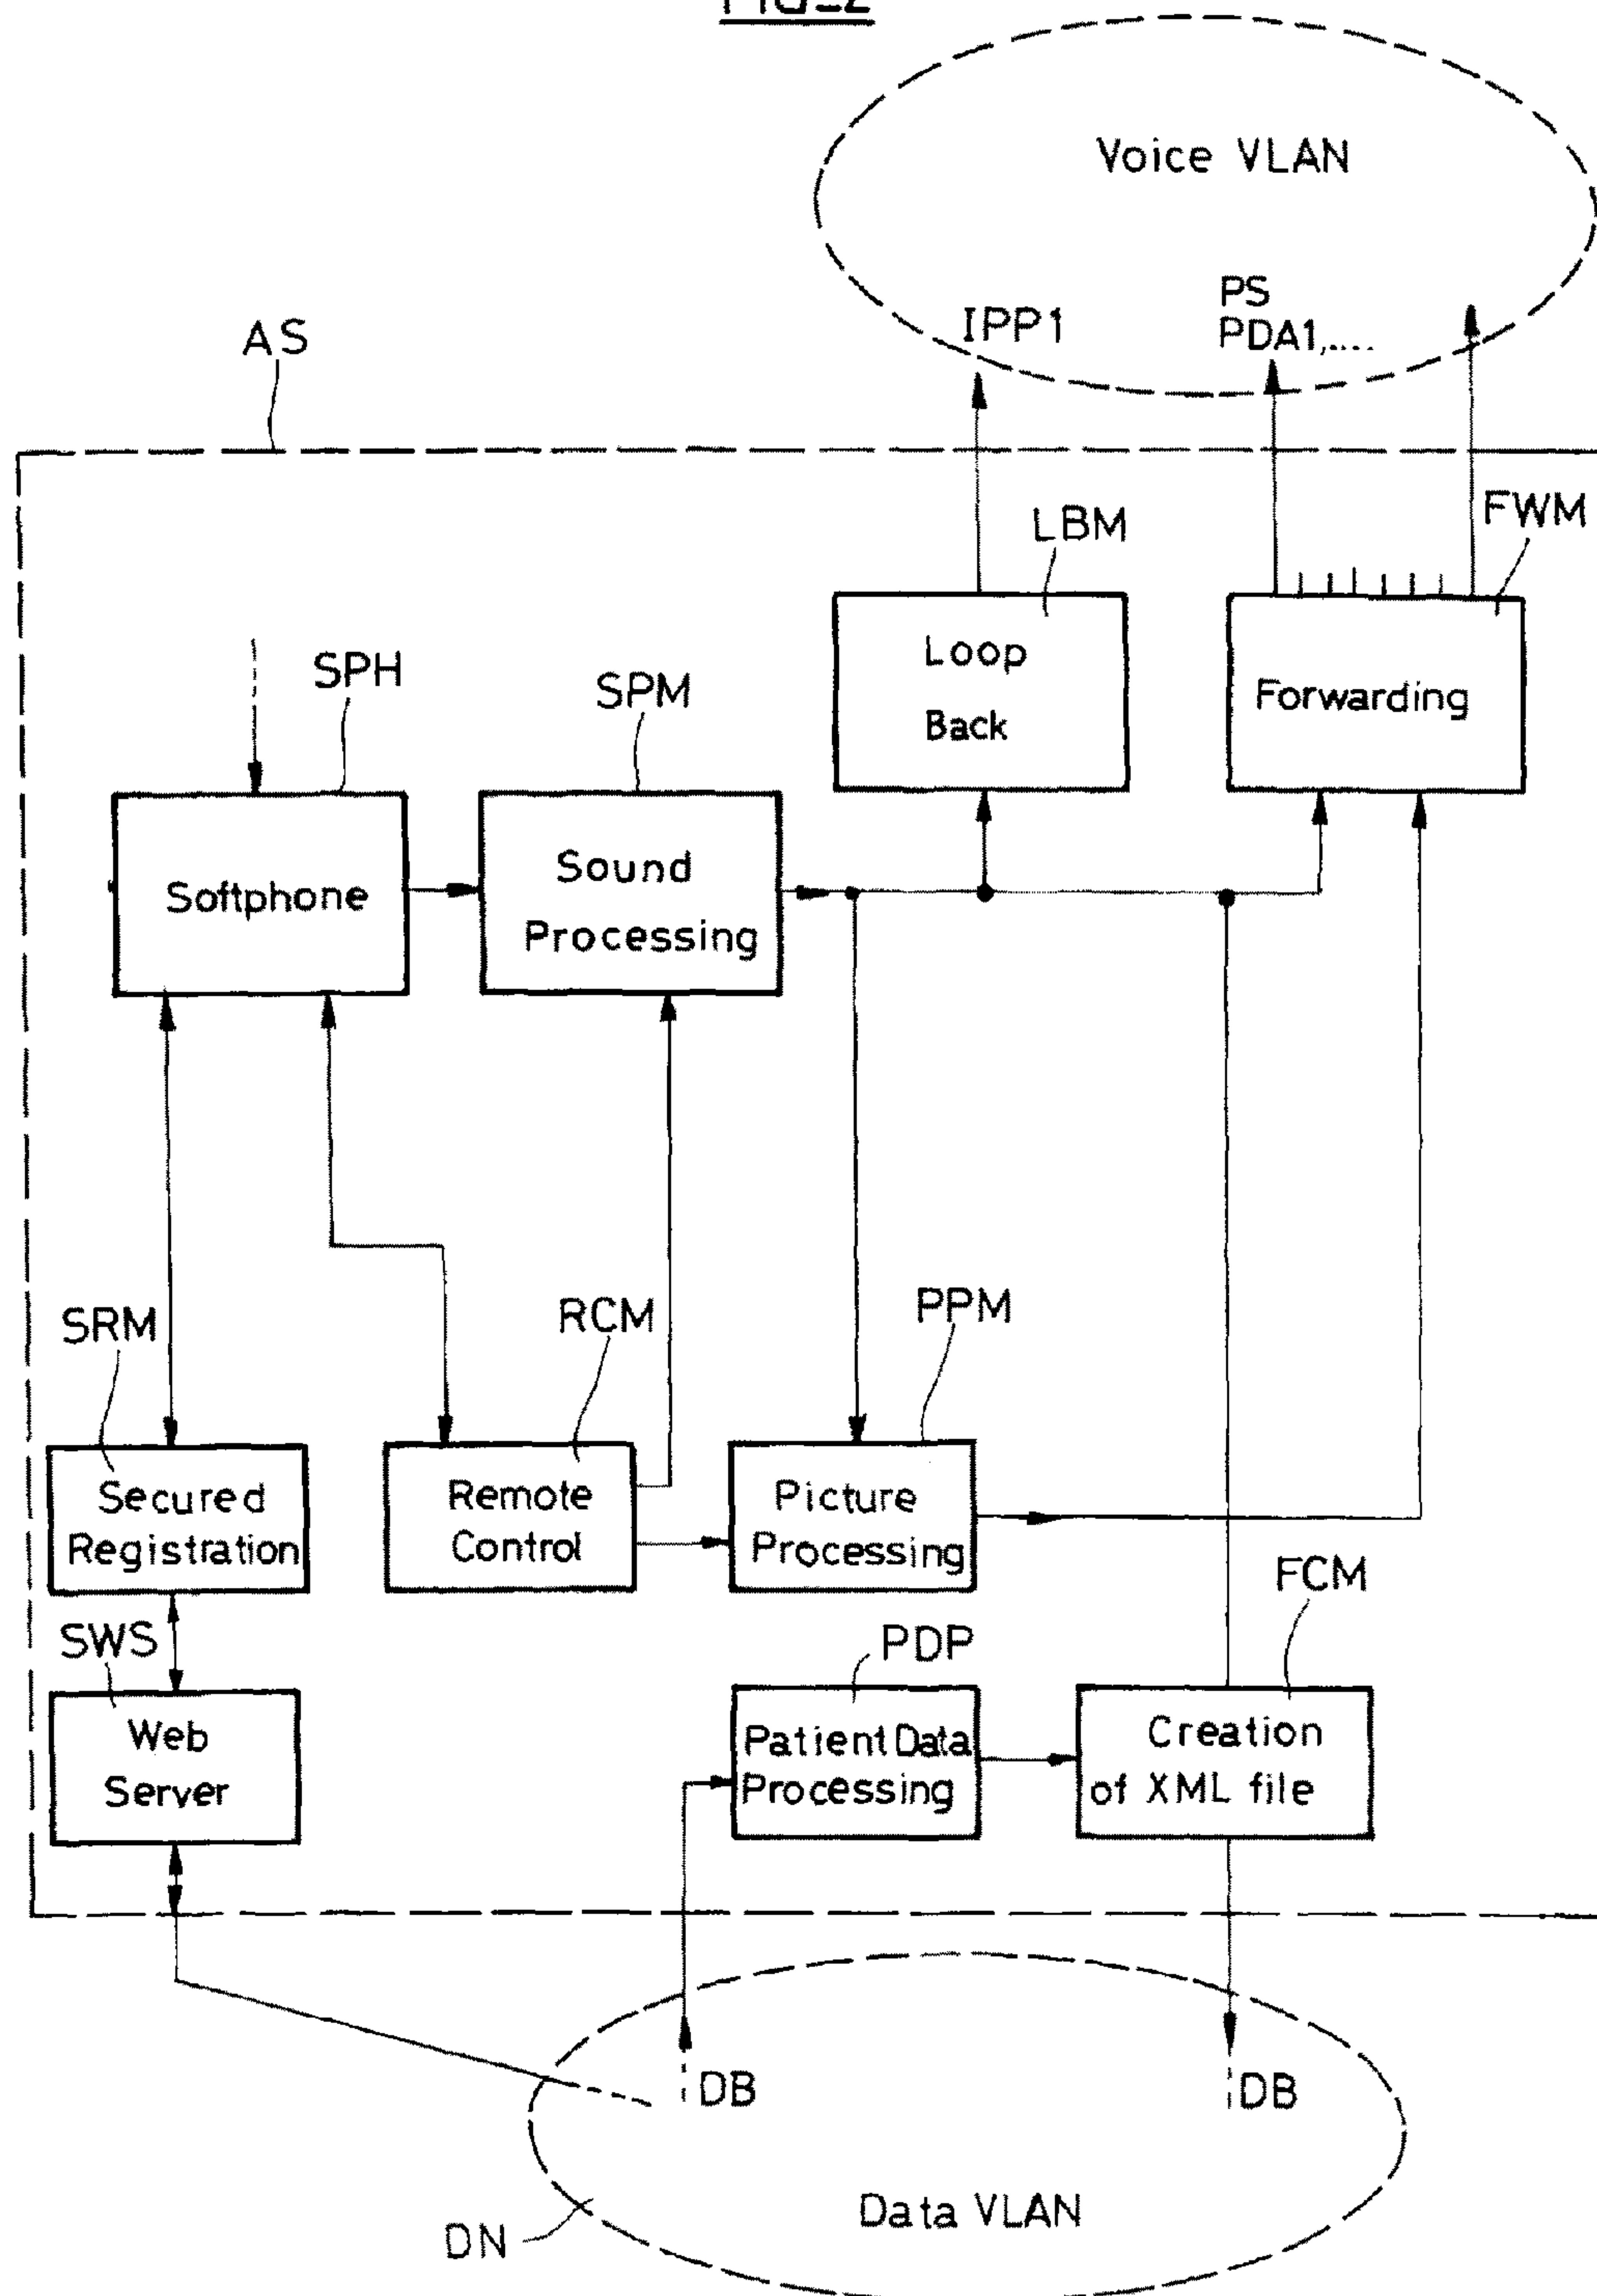 FIG_2
Voice VLAN
PS
IPP1
PDA1,....
AS
LBM
FWM
Loop
Back
Forwarding
SPH
SPM
Softphone
Sound
Processing
SRM
RCM
PPM
Secured
Registration
Remote
Control
Picture
Processing
FCM
SWS
PDP
Web
Server
Patient Data
Processing
Creation
of XML file
DB
DB
DN
Data VLAN